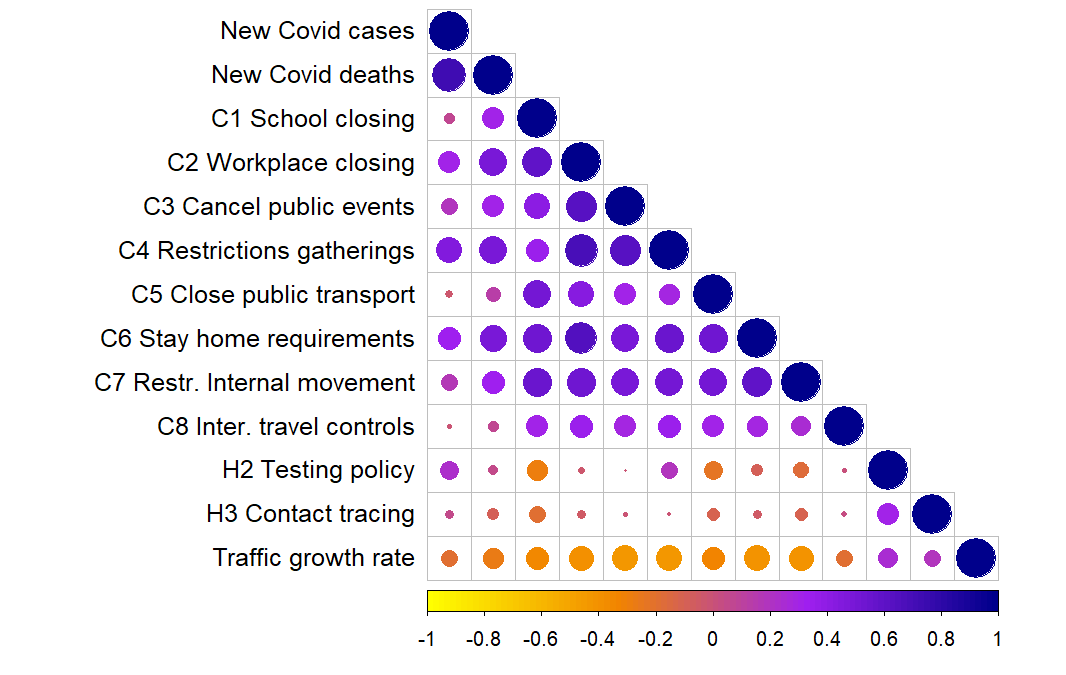 New Covid cases
New Covid deaths
C1 School closing
C2 Workplace closing
C3 Cancel public events
C4 Restrictions gatherings
C5 Close public transport
C6 Stay home requirements
C7 Restr. Internal movement
C8 Inter. travel controls
H2 Testing policy
H3 Contact tracing
Traffic growth rate
-1 -0.8 -0.6 -0.4 -0.2 0 0.2 0.4 0.6 0.8 1